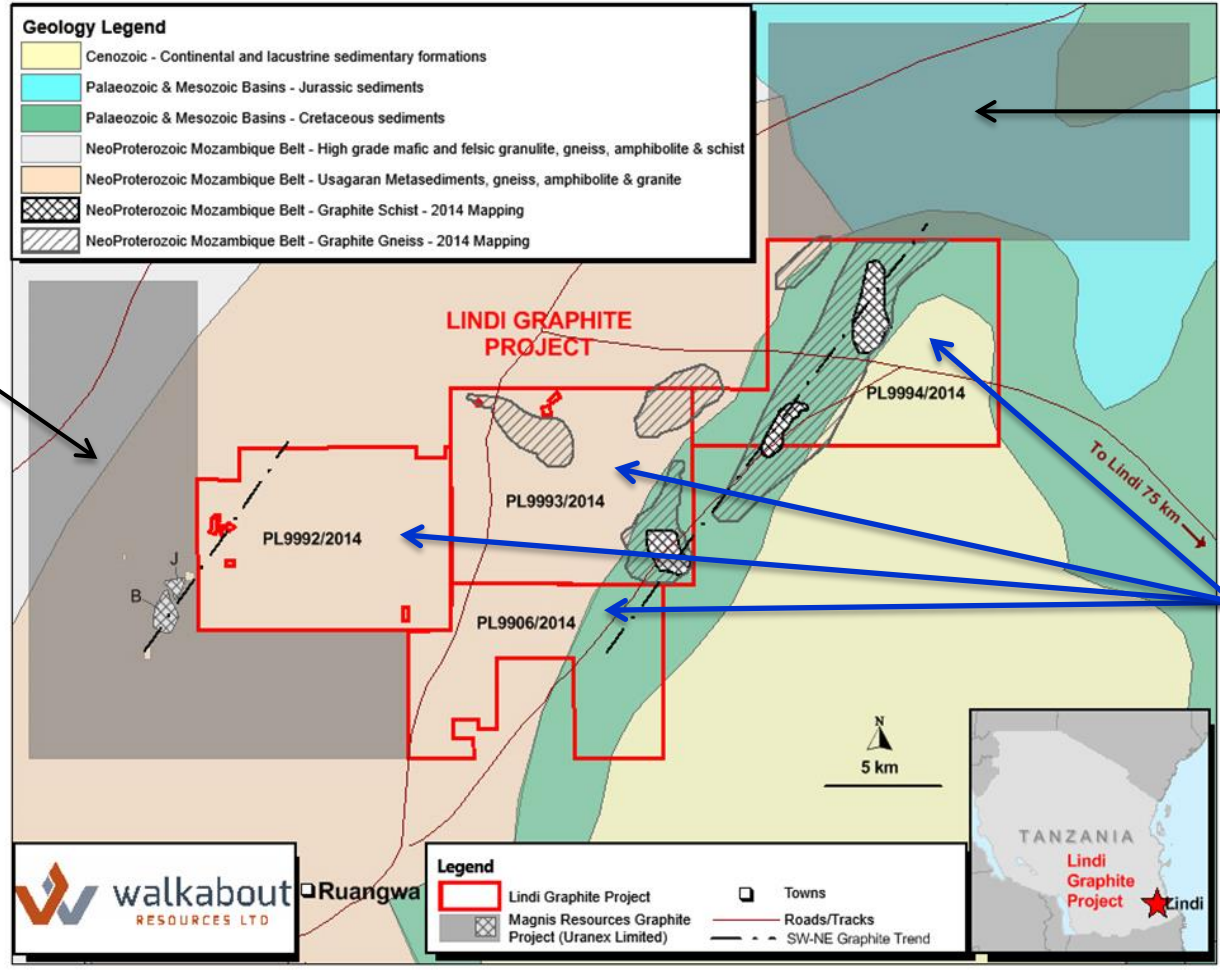 Geology Legend
Cenozoic - Continental and lacustrine sedimentary formations
Palaeozoic & Mesozoic Basins - Jurassic sediments
Palaeozoic & Mesozoic Basins - Cretaceous sediments
NeoProterozoic Mozambique Belt - High grade mafic and felsic granulite, gneiss, amphibolite & schist
NeoProterozoic Mozambique Belt - Usagaran Metasediments, gneiss, amphibolite & granite
NeoProterozoic Mozambique Belt - Graphite Schist - 2014 Mapping
NeoProterozoic Mozambique Belt - Graphite Gneiss - 2014 Mapping
LINDI GRAPHITE
PROJECT
PL9994/2014
To Lindi 75 km
PL9993/2014
PL9992/2014
J
B
PL9906/2014
N
5 km
TANZANIA
Lindi
Graphite
Project
Lindi
walkabout
RESOURCES LTD
Ruangwa
Legend
Lindi Graphite Project
Magnis Resources Graphite
Project (Uranex Limited)
Towns
Roads/Tracks
SW-NE Graphite Trend